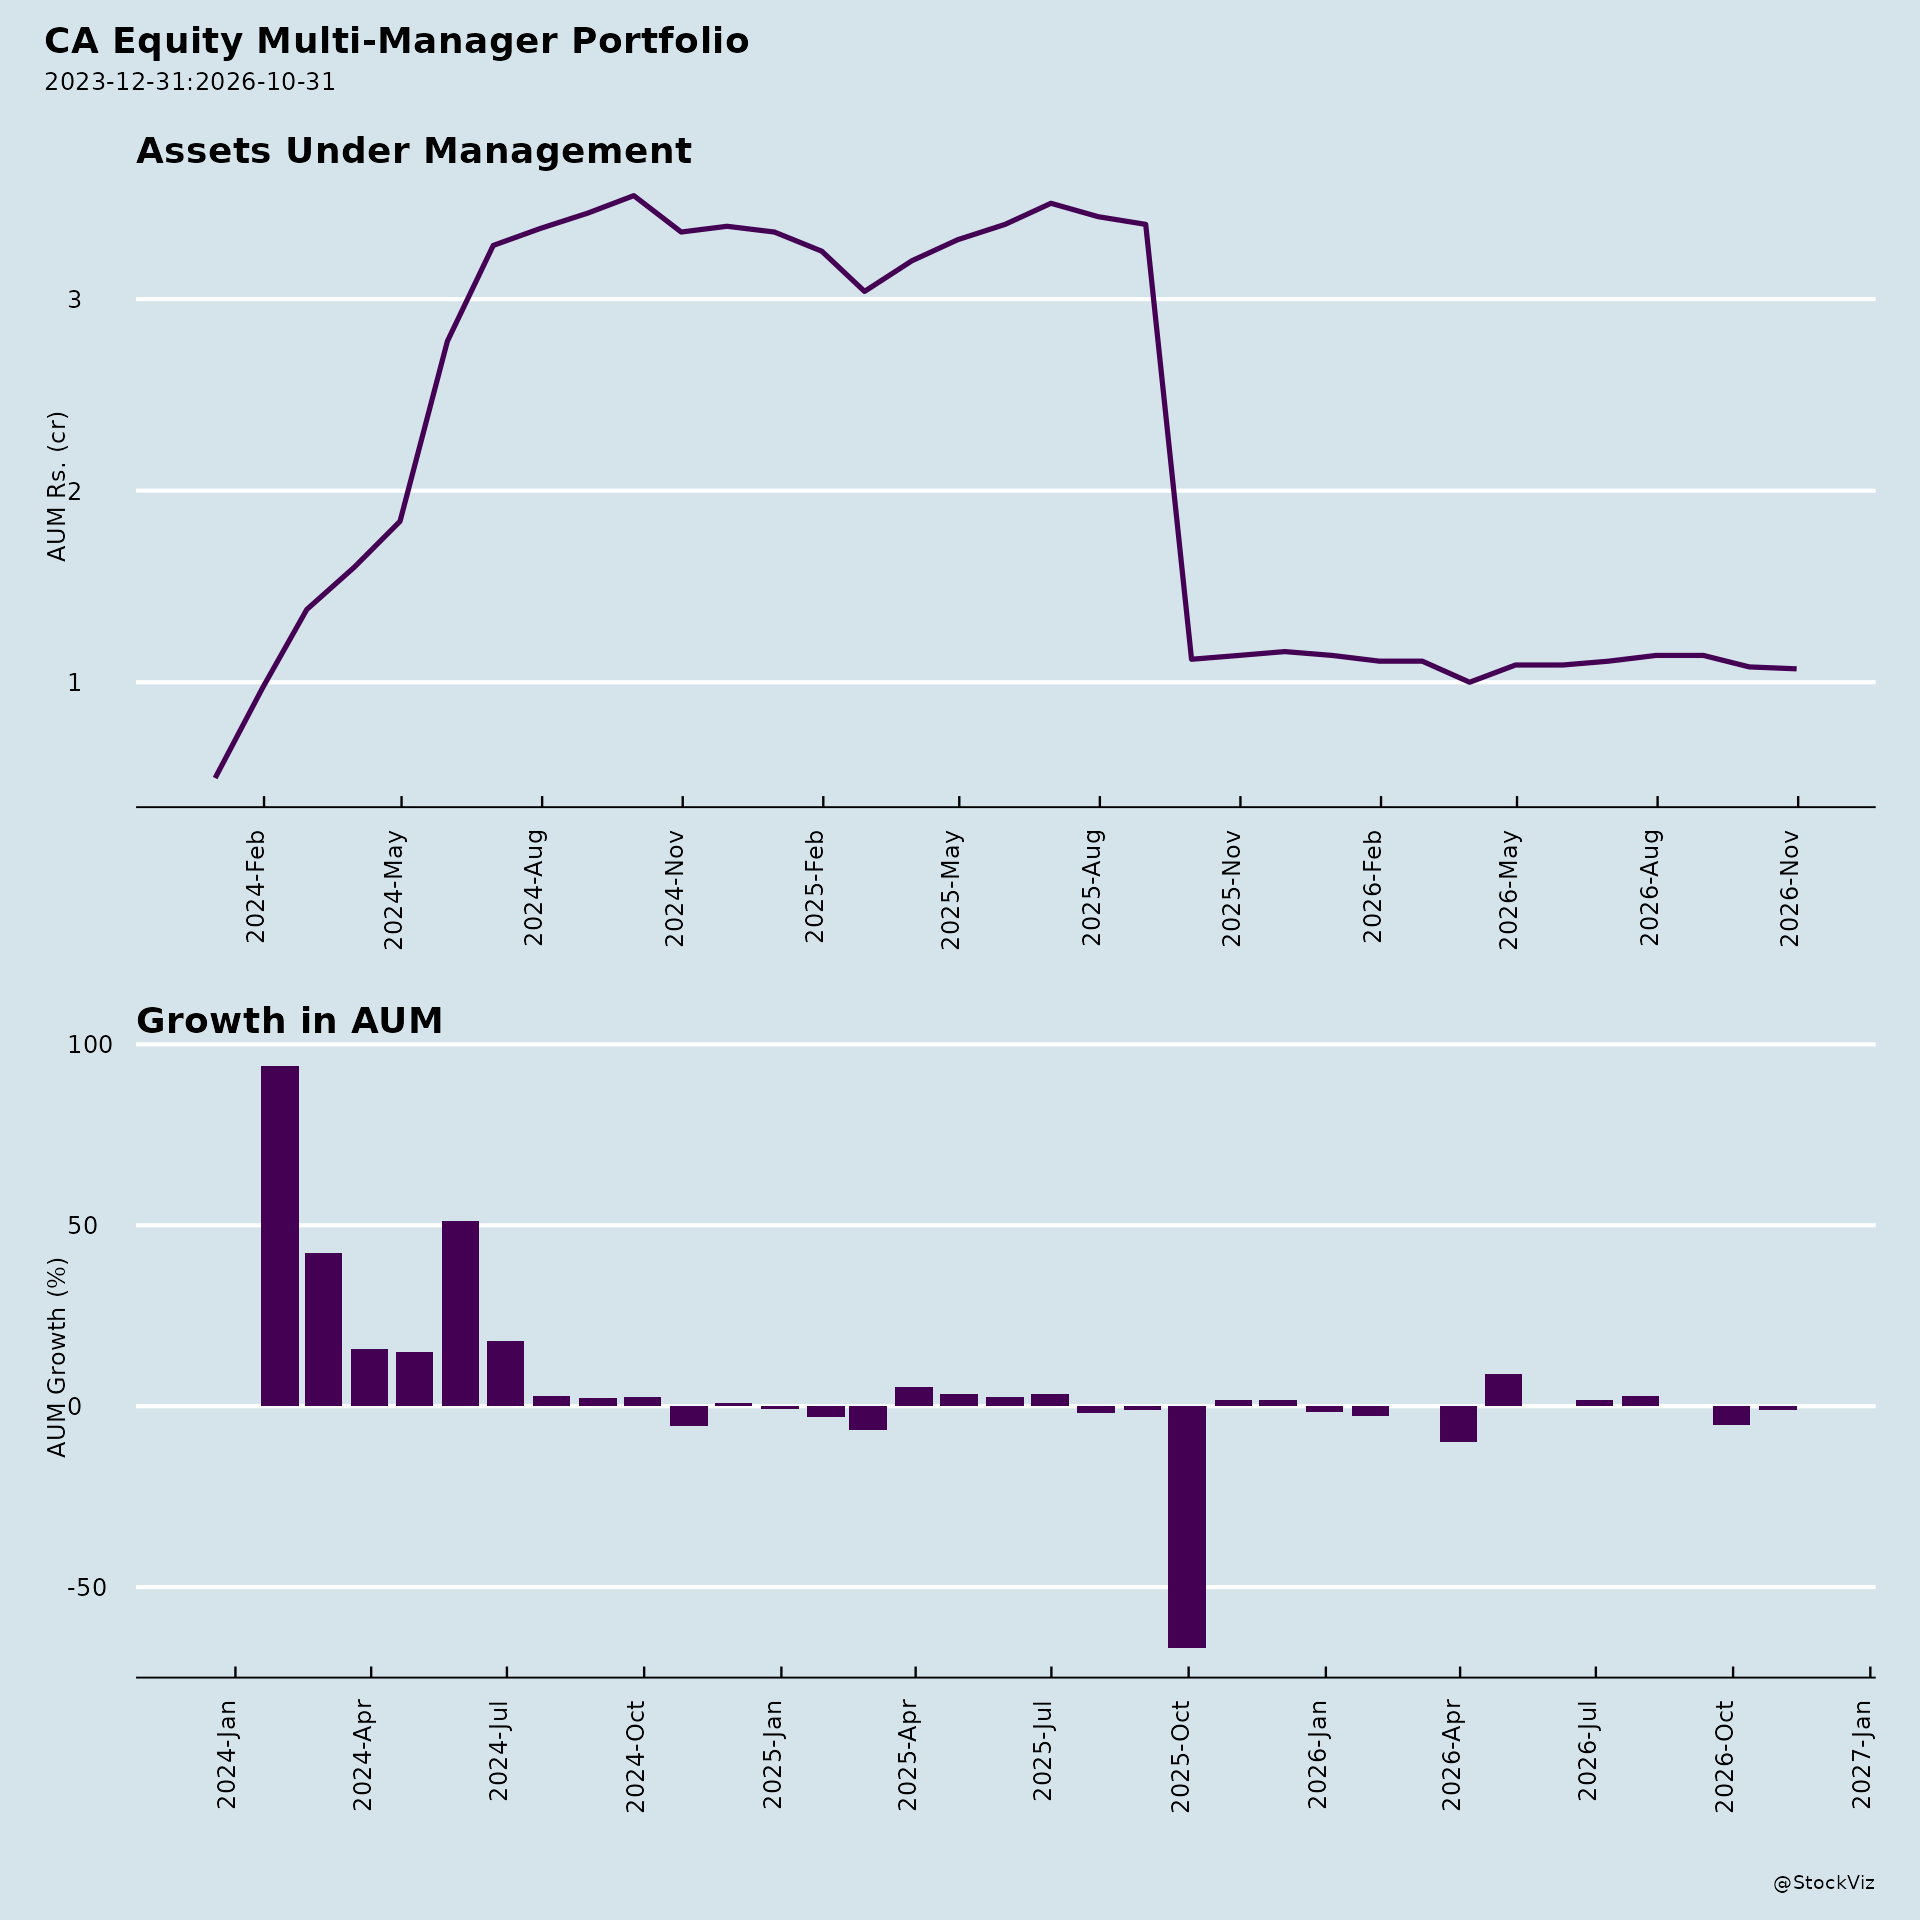 CA Equity Multi-Manager Portfolio
2023-12-31:2026-10-31
Assets Under Management
AUM Rs. (cr)
3
2
1
2024-Feb
2024-May
2024-Aug
2024-Nov
2025-Feb
2025-May
2025-Aug
2025-Nov
2026-Feb
2026-May
2026-Aug
2026-Nov
Growth in AUM
AUM Growth (%)
100
50
0
-50
2024-Jan
2024-Apr
2024-Jul
2024-Oct
2025-Jan
2025-Apr
2025-Jul
2025-Oct
2026-Jan
2026-Apr
2026-Jul
2026-Oct
2027-Jan
@StockViz